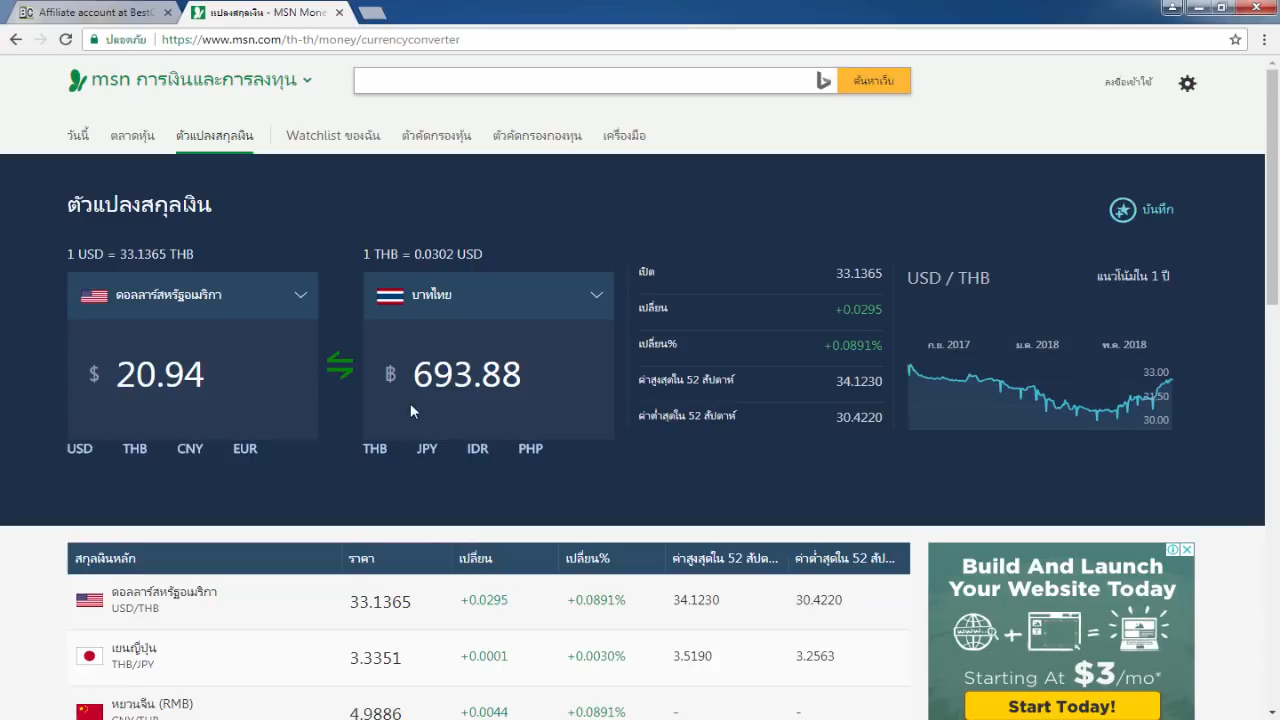 Affiliate account at BestC
แปลงสกุลเงิน - MSN Mone
ปลอดภัย https://www.msn.com/th-th/money/currencyconverter
msn การเงินและการลงทุน
ค้นหาเว็บ
ลงชื่อเข้าใช้
วันนี้ ตลาดหุ้น ตัวแปลงสกุลเงิน Watchlist ของฉัน ตัวคัดกรองหุ้น ตัวคัดกรองกองทุน เครื่องมือ
ตัวแปลงสกุลเงิน
บันทึก
1 USD = 33.1365 THB
1 THB = 0.0302 USD
ดอลลาร์สหรัฐอเมริกา
บาทไทย
$ 20.94
฿ 693.88
USD THB CNY EUR
THB JPY IDR PHP
เปิด 33.1365
เปลี่ยน +0.0295
เปลี่ยน% +0.0891%
ค่าสูงสุดใน 52 สัปดาห์ 34.1230
ค่าต่ำสุดใน 52 สัปดาห์ 30.4220
USD / THB แนวโน้มใน 1 ปี
ก.ย. 2017 ม.ค. 2018 พ.ค. 2018
33.00
31.50
30.00
สกุลเงินหลัก ราคา เปลี่ยน เปลี่ยน% ค่าสูงสุดใน 52 สัปด... ค่าต่ำสุดใน 52 สัป...
ดอลลาร์สหรัฐอเมริกา
USD/THB 33.1365 +0.0295 +0.0891% 34.1230 30.4220
เยนญี่ปุ่น
THB/JPY 3.3351 +0.0001 +0.0030% 3.5190 3.2563
หยวนจีน (RMB)
CNY/THB 4.9886 +0.0044 +0.0891% - -
Build And Launch
Your Website Today
Starting At $3/mo*
Start Today!